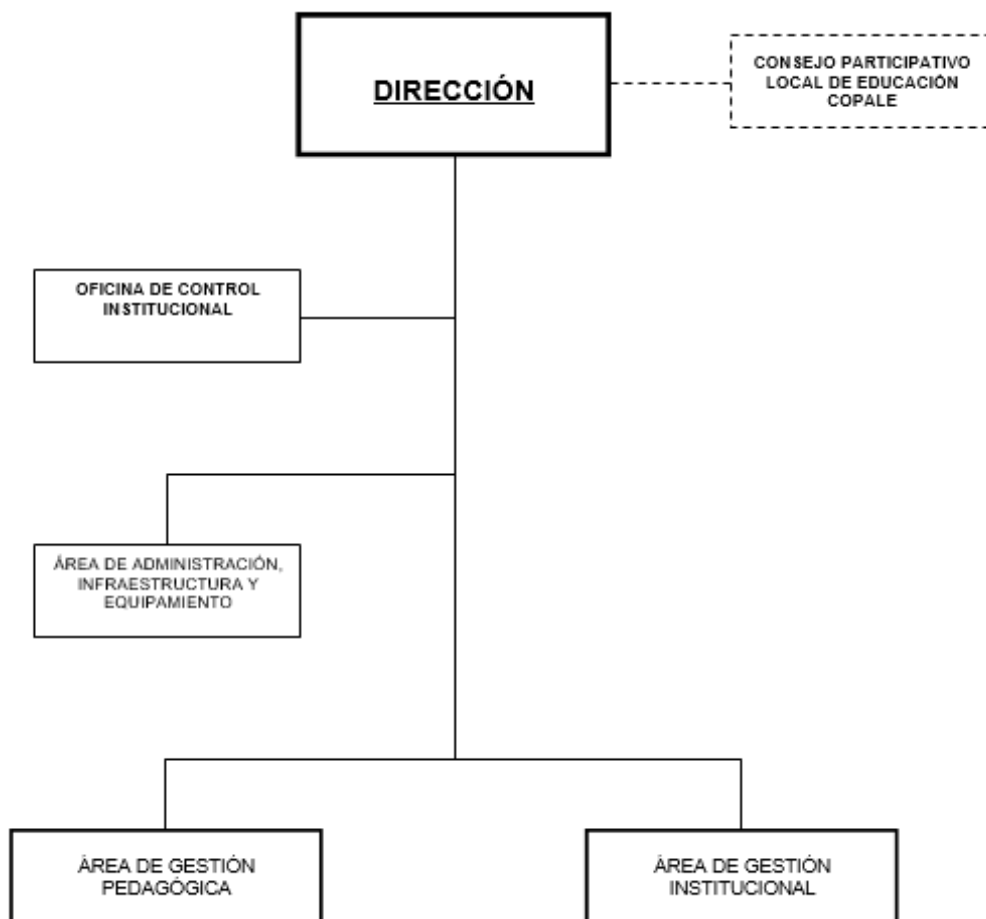 DIRECCIÓN
CONSEJO PARTICIPATIVO
LOCAL DE EDUCACIÓN
COPALE
OFICINA DE CONTROL
INSTITUCIONAL
ÁREA DE ADMINISTRACIÓN,
INFRAESTRUCTURA Y
EQUIPAMIENTO
ÁREA DE GESTIÓN
PEDAGÓGICA
ÁREA DE GESTIÓN
INSTITUCIONAL